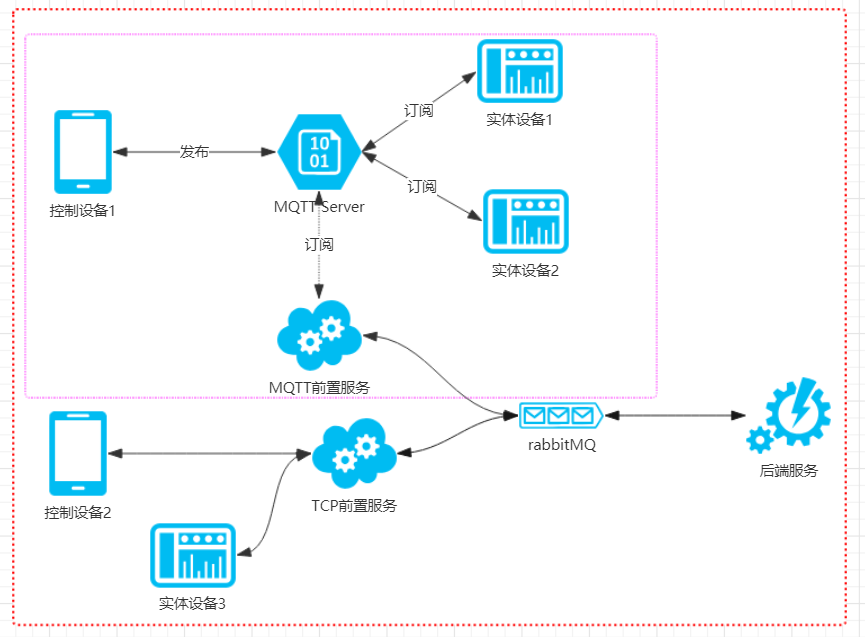 订阅
实体设备1
10
01
发布
控制设备1
MQTT Server
订阅
订阅
实体设备2
MQTT前置服务
rabbitMQ
后端服务
TCP前置服务
控制设备2
实体设备3